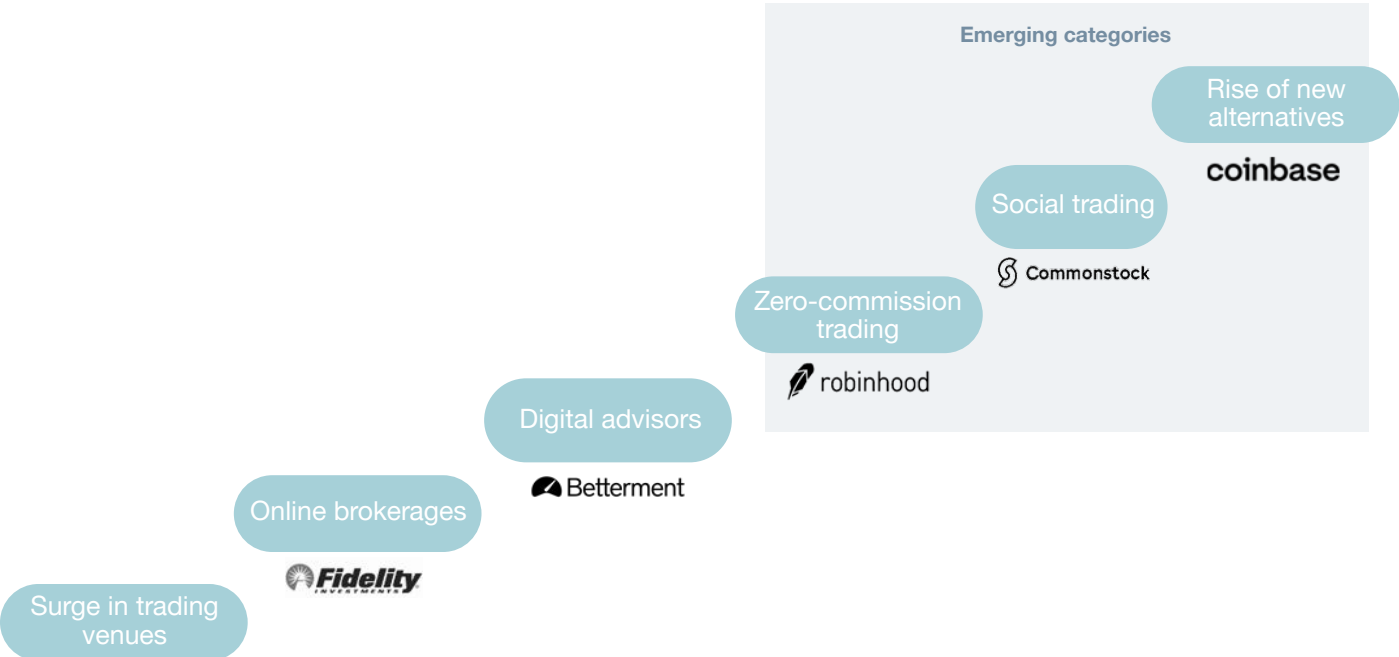 Emerging categories
Rise of new
alternatives
coinbase
Social trading
Commonstock
Zero-commission
trading
robinhood
Digital advisors
Betterment
Online brokerages
Fidelity
INVESTMENTS
Surge in trading
venues